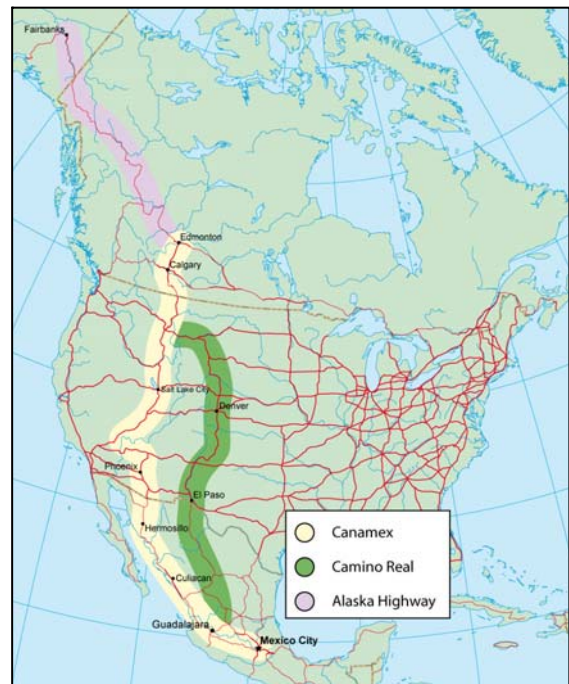 Fairbanks
Edmonton
Calgary
Salt Lake City
Denver
Phoenix
El Paso
Hermosillo
Culiacan
Guadalajara
Mexico City
Canamex
Camino Real
Alaska Highway